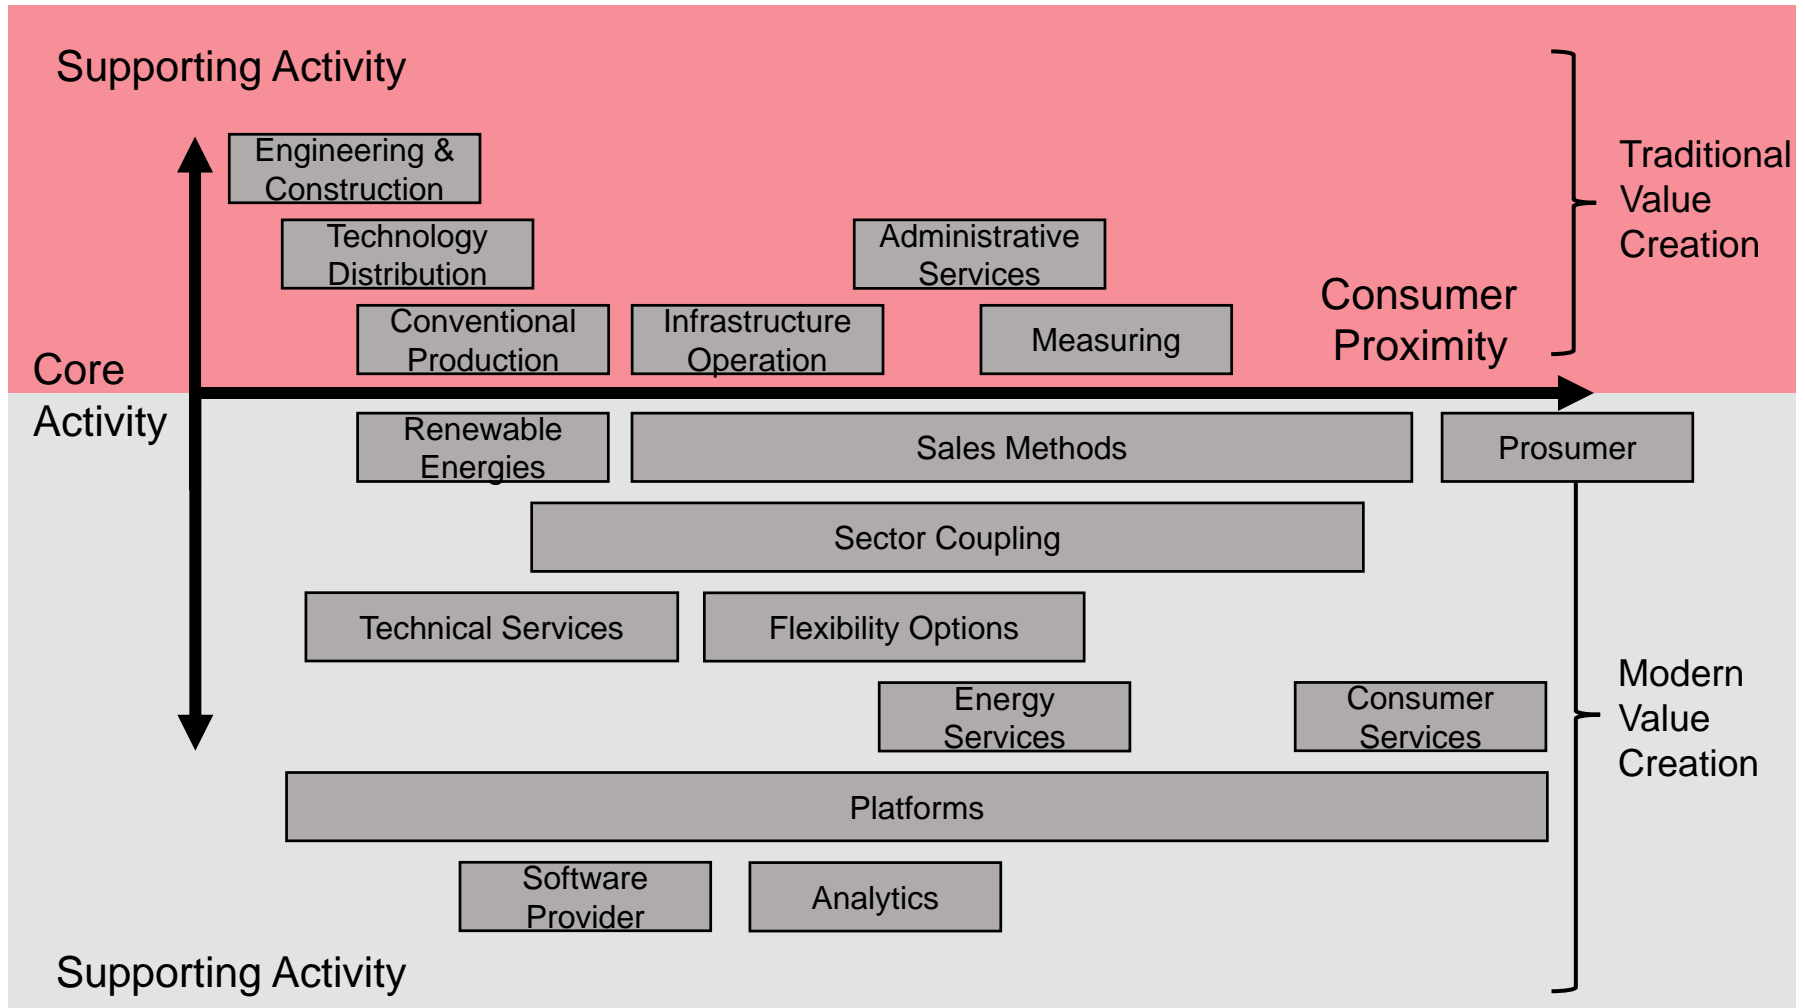 Supporting Activity
Engineering &
Construction
Technology
Distribution
Administrative
Services
Traditional
Value
Creation
Conventional
Production
Infrastructure
Operation
Measuring
Consumer
Proximity
Core
Activity
Renewable
Energies
Sales Methods
Prosumer
Sector Coupling
Technical Services
Flexibility Options
Energy
Services
Consumer
Services
Modern
Value
Creation
Platforms
Software
Provider
Analytics
Supporting Activity